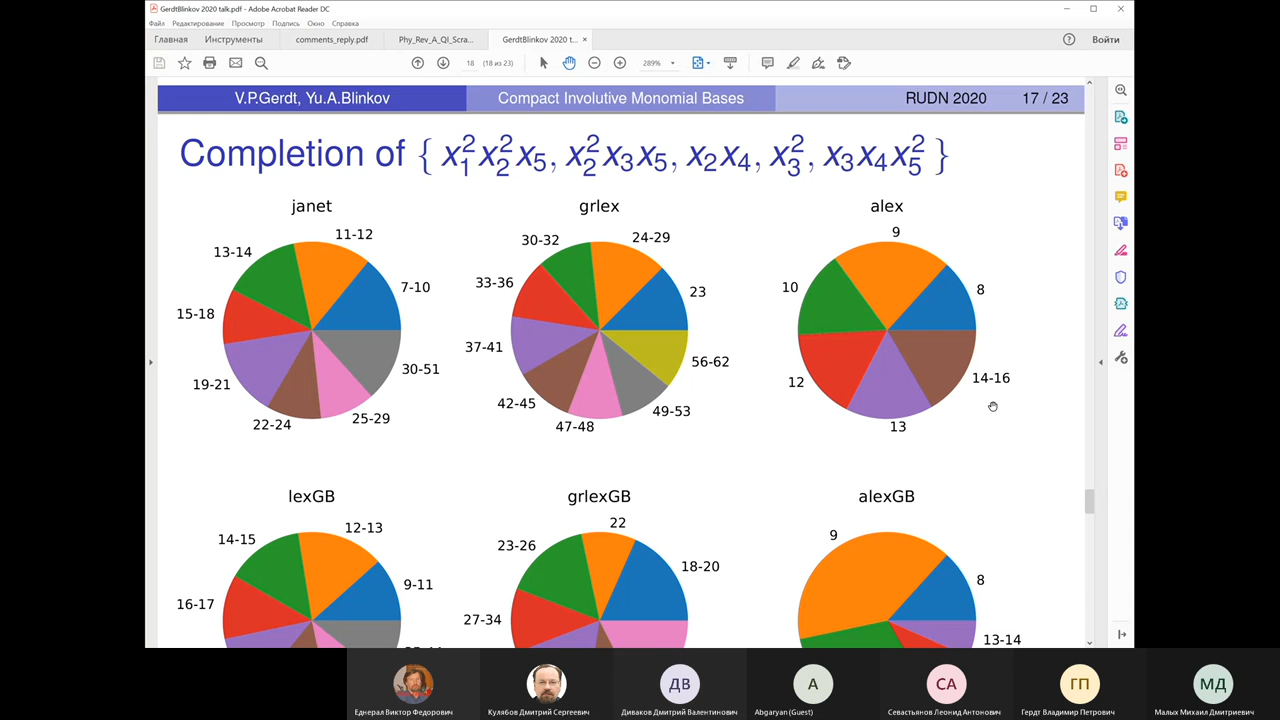 GerdtBlinkov 2020 talk.pdf - Adobe Acrobat Reader DC
Файл Редактирование Просмотр Подпись Окно Справка
Главная Инструменты comments_reply.pdf Phy_Rev_A_QI_Scra... GerdtBlinkov 2020 t... × Войти
18 (18 из 23) 289%
V.P.Gerdt, Yu.A.Blinkov Compact Involutive Monomial Bases RUDN 2020 17 / 23
Completion of { x₁²x₂²x₅, x₂²x₃x₅, x₂x₄, x₃², x₃x₄x₅² }
janet
11-12
13-14
7-10
15-18
30-51
19-21
22-24
25-29
grlex
30-32
24-29
33-36
23
37-41
56-62
42-45
49-53
47-48
alex
9
10
8
12
14-16
13
lexGB
12-13
14-15
9-11
16-17
grlexGB
22
23-26
18-20
27-34
alexGB
9
8
13-14
Еднерал Виктор Федорович
Кулябов Дмитрий Сергеевич
ДВ
Диваков Дмитрий Валентинович
A
Abgaryan (Guest)
СА
Севастьянов Леонид Антонович
ГП
Гердт Владимир Петрович
МД
Малых Михаил Дмитриевич